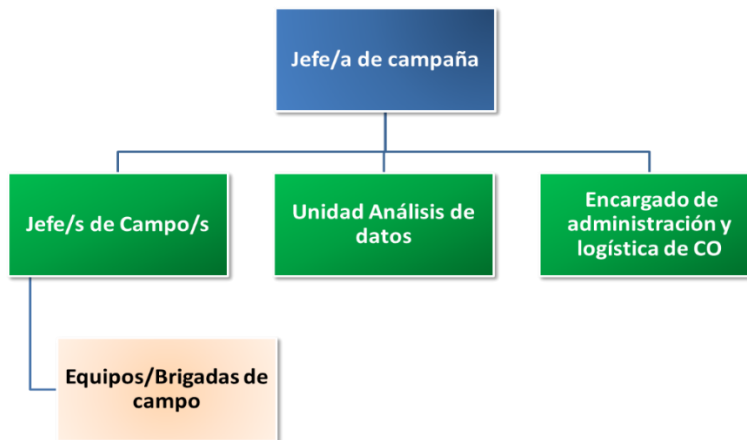 Jefe/a de campaña
Jefe/s de Campo/s
Unidad Análisis de
datos
Encargado de
administración y
logística de CO
Equipos/Brigadas de
campo